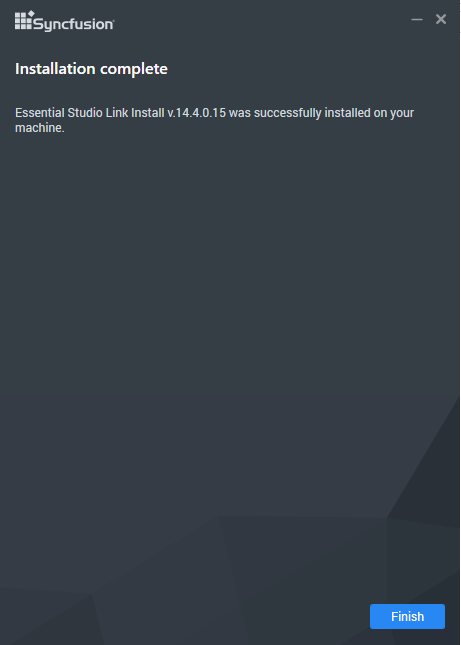 Syncfusion
Installation complete
Essential Studio Link Install v.14.4.0.15 was successfully installed on your
machine.
Finish